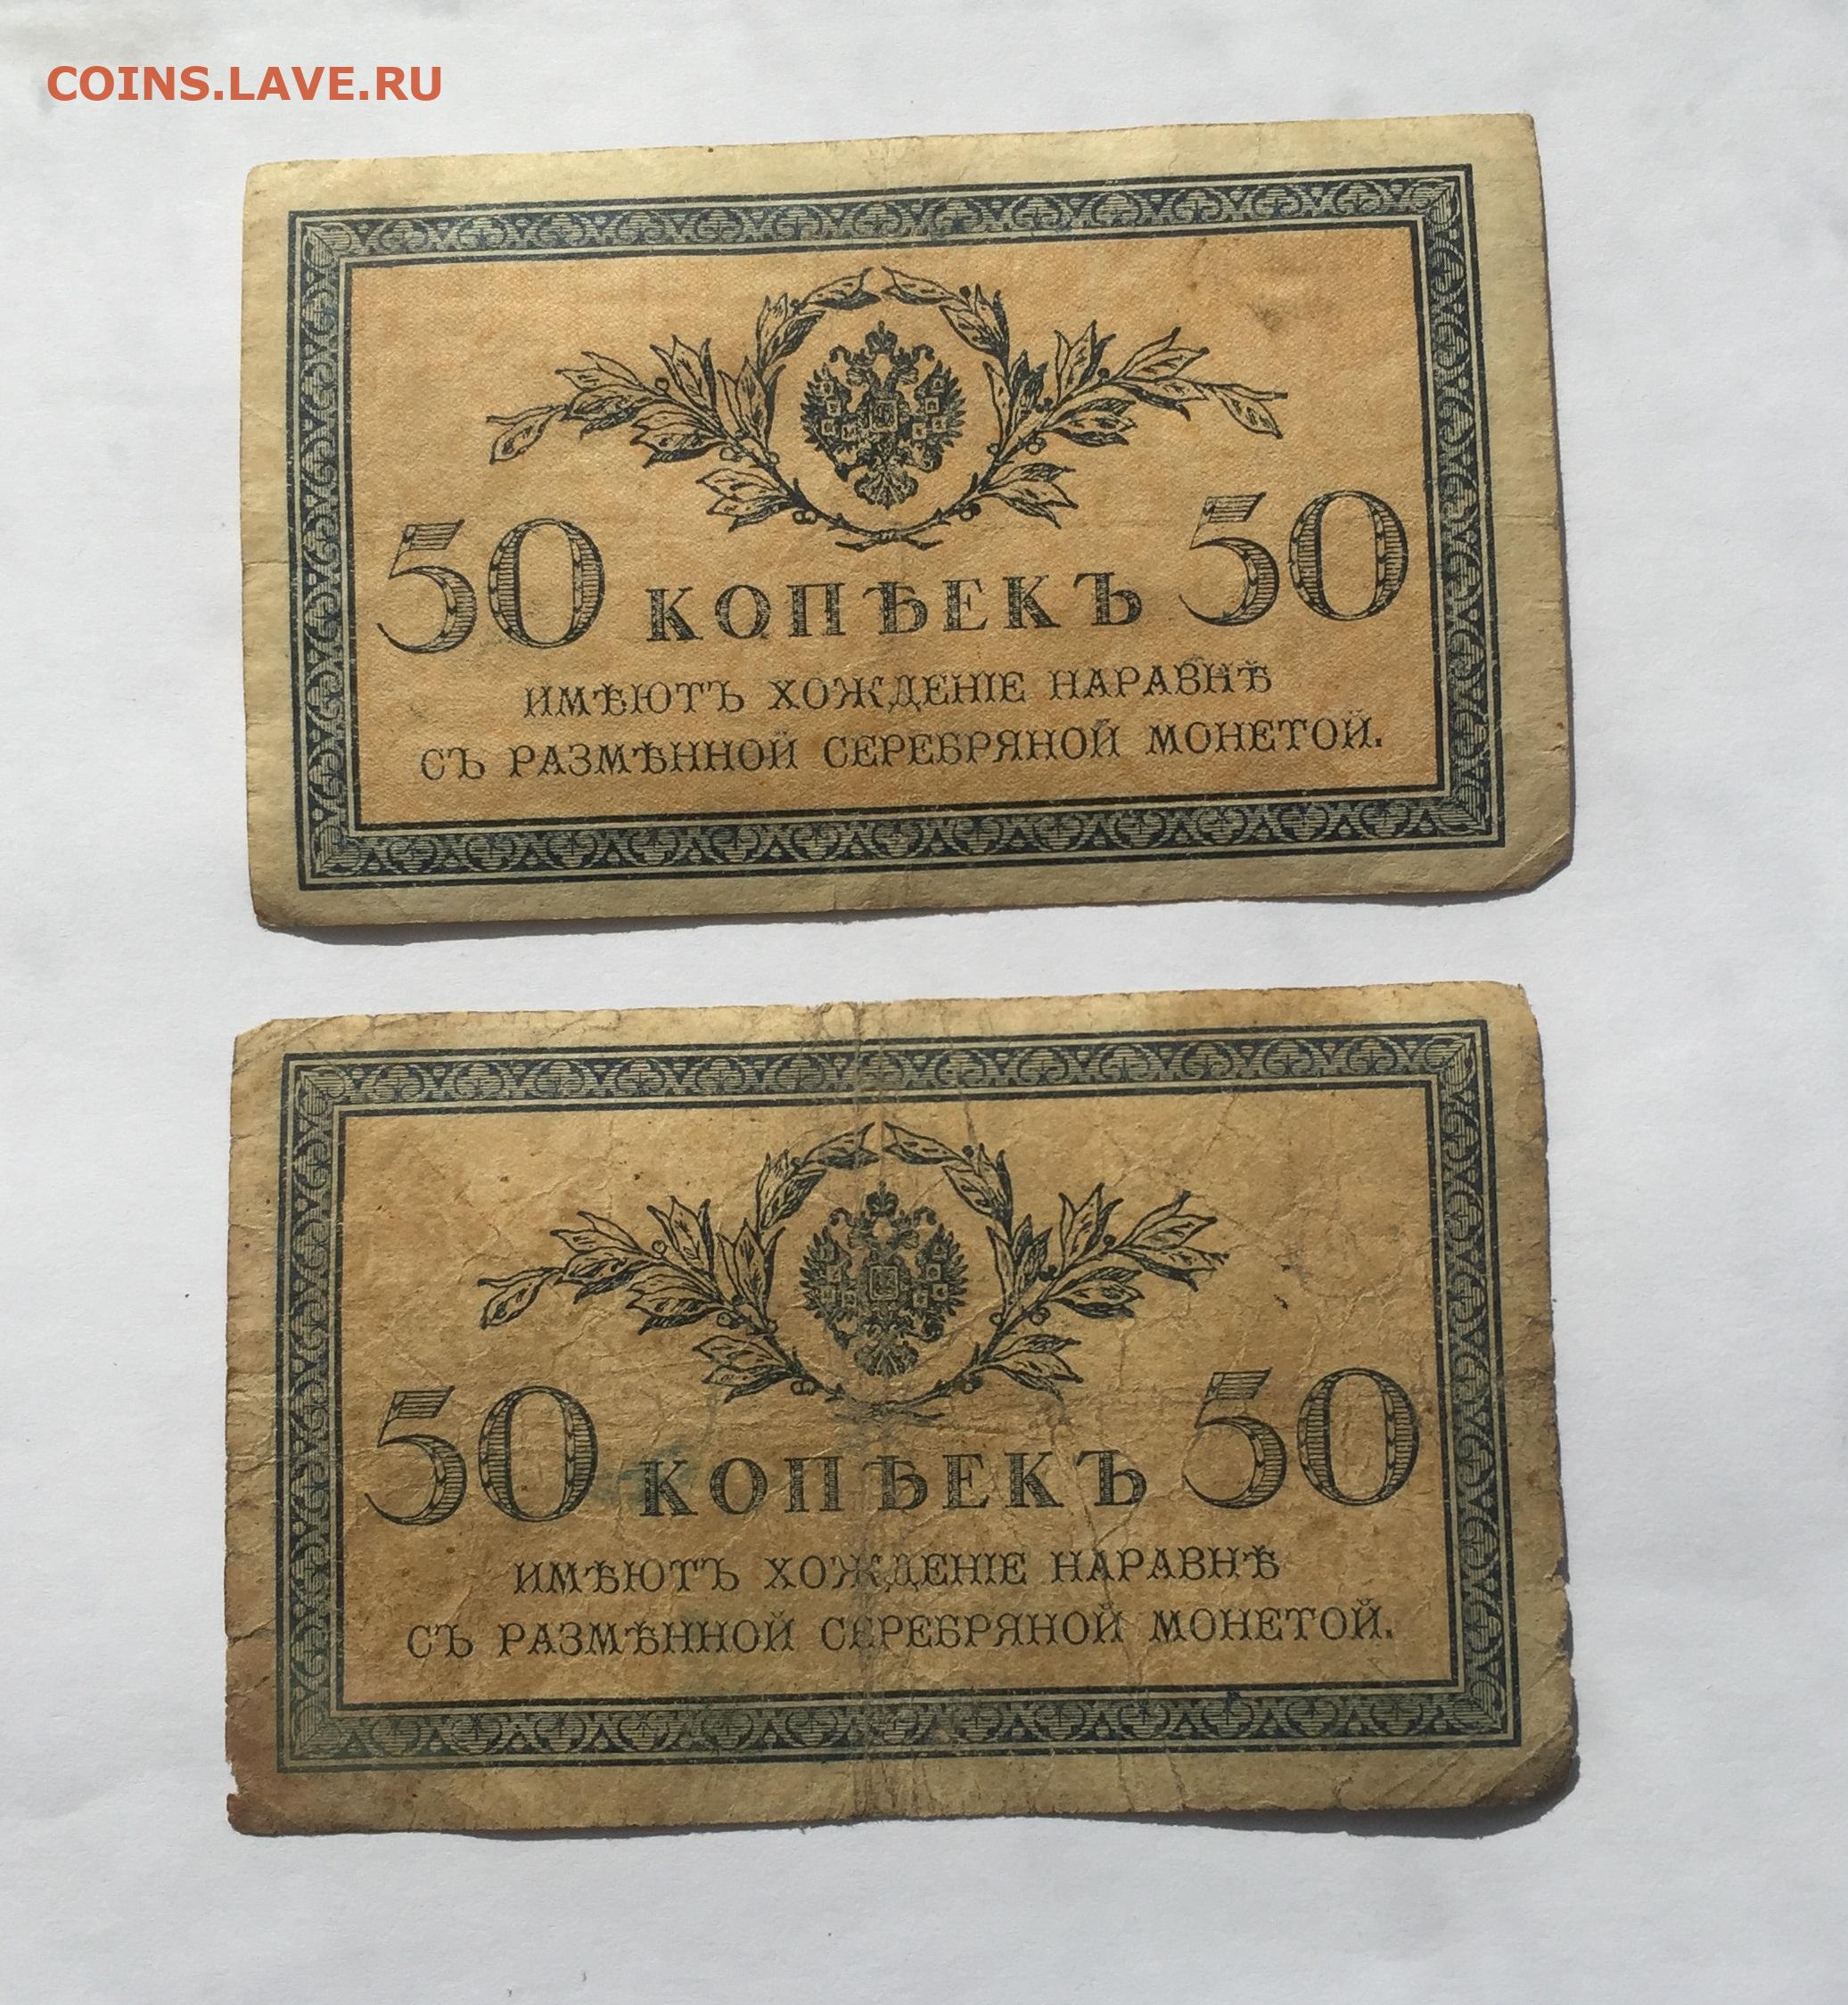 COINS.LAVE.RU
50 КОПѢЕКЪ 50
ИМѢЮТЪ ХОЖДЕНІЕ НАРАВНѢ
СЪ РАЗМѢННОЙ СЕРЕБРЯНОЙ МОНЕТОЙ.
50 КОПѢЕКЪ 50
ИМѢЮТЪ ХОЖДЕНІЕ НАРАВНѢ
СЪ РАЗМѢННОЙ СЕРЕБРЯНОЙ МОНЕТОЙ.